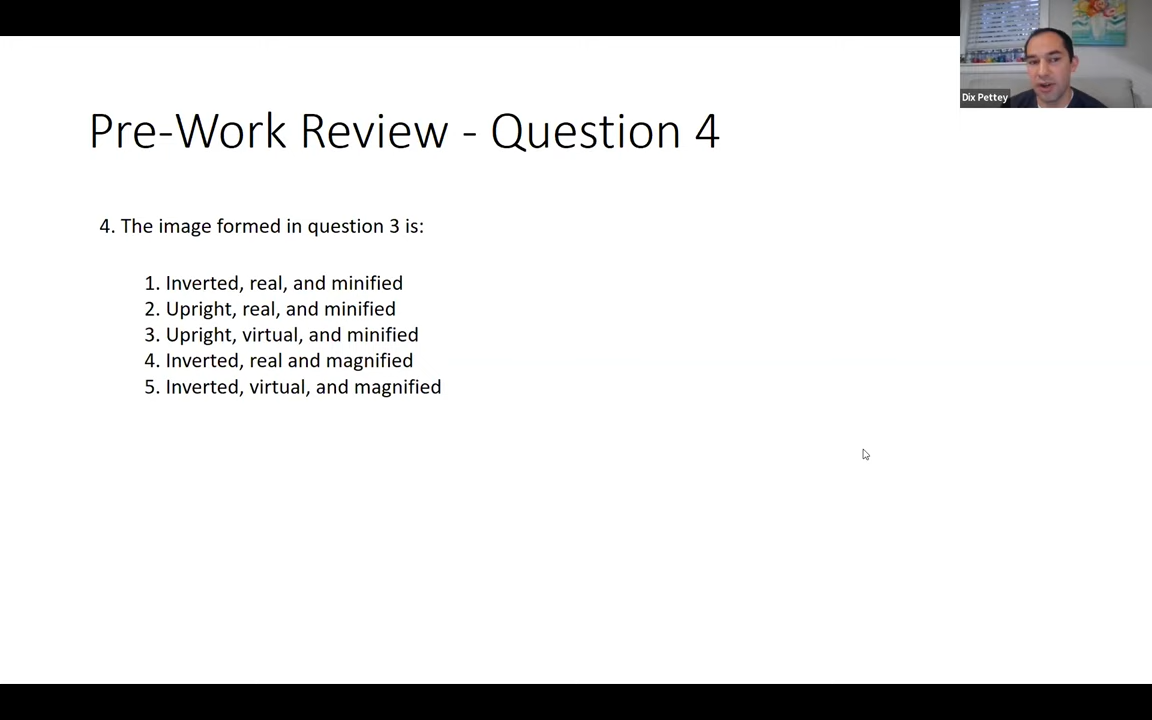 Dix Pettey
Pre-Work Review - Question 4
4. The image formed in question 3 is:
1. Inverted, real, and minified
2. Upright, real, and minified
3. Upright, virtual, and minified
4. Inverted, real and magnified
5. Inverted, virtual, and magnified